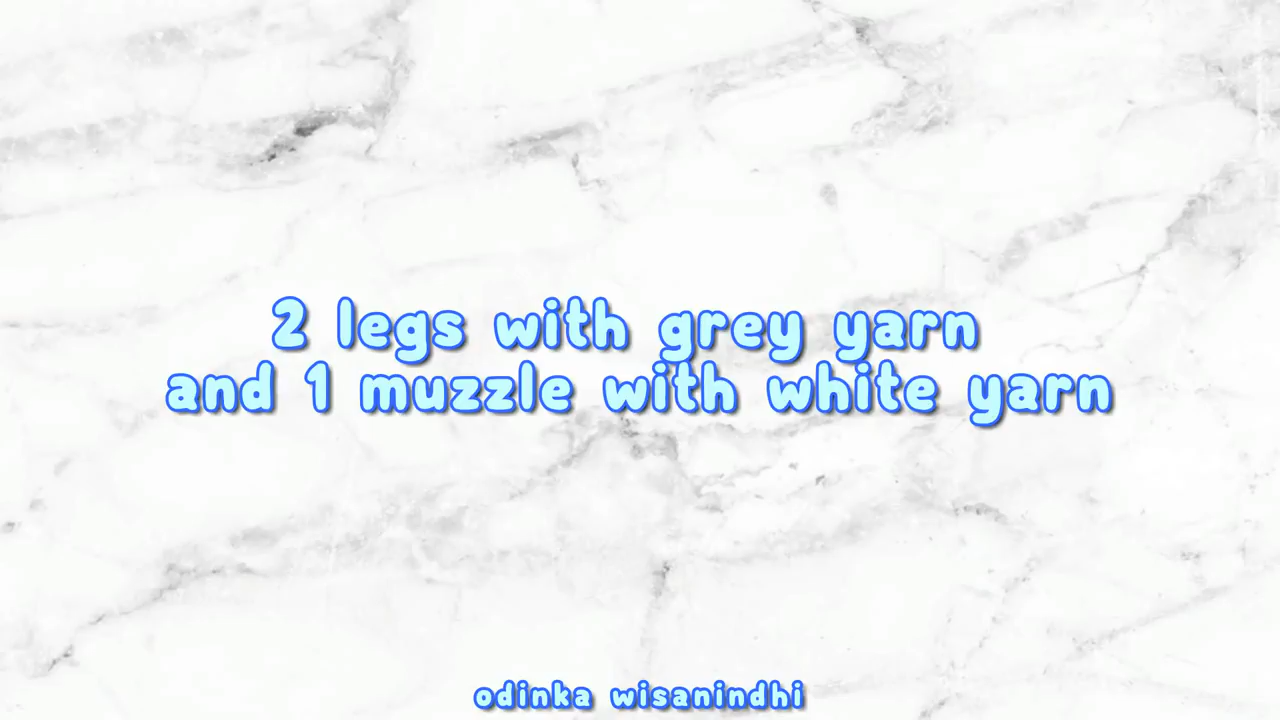 2 legs with grey yarn
and 1 muzzle with white yarn
odinka wisanindhi